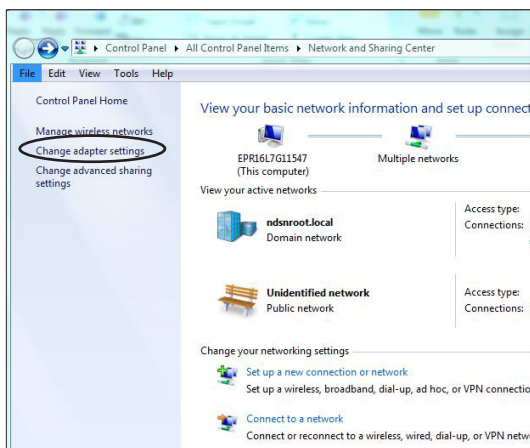 Control Panel ▸ All Control Panel Items ▸ Network and Sharing Center
File Edit View Tools Help
Control Panel Home
Manage wireless networks
Change adapter settings
Change advanced sharing
settings
View your basic network information and set up connect
EPR16L7G11547
(This computer)
Multiple networks
View your active networks
ndsnroot.local
Domain network
Access type:
Connections:
Unidentified network
Public network
Access type:
Connections:
Change your networking settings
Set up a new connection or network
Set up a wireless, broadband, dial-up, ad hoc, or VPN connectio
Connect to a network
Connect or reconnect to a wireless, wired, dial-up, or VPN netw